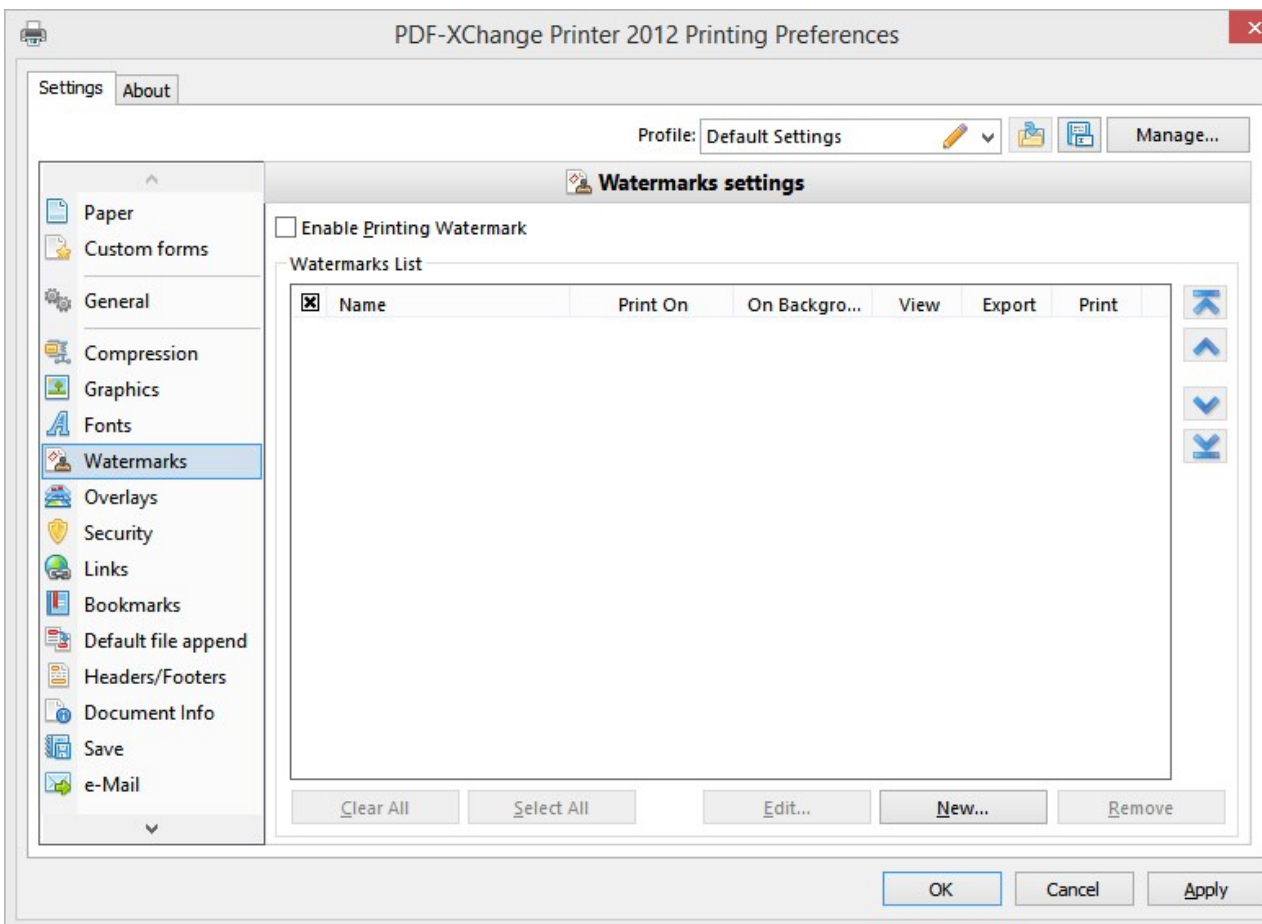 PDF-XChange Printer 2012 Printing Preferences
Settings About
Profile: Default Settings Manage...
Watermarks settings
Paper
Custom forms
General
Compression
Graphics
Fonts
Watermarks
Overlays
Security
Links
Bookmarks
Default file append
Headers/Footers
Document Info
Save
e-Mail
Enable Printing Watermark
Watermarks List
Name Print On On Backgro... View Export Print
Clear All Select All Edit... New... Remove
OK Cancel Apply